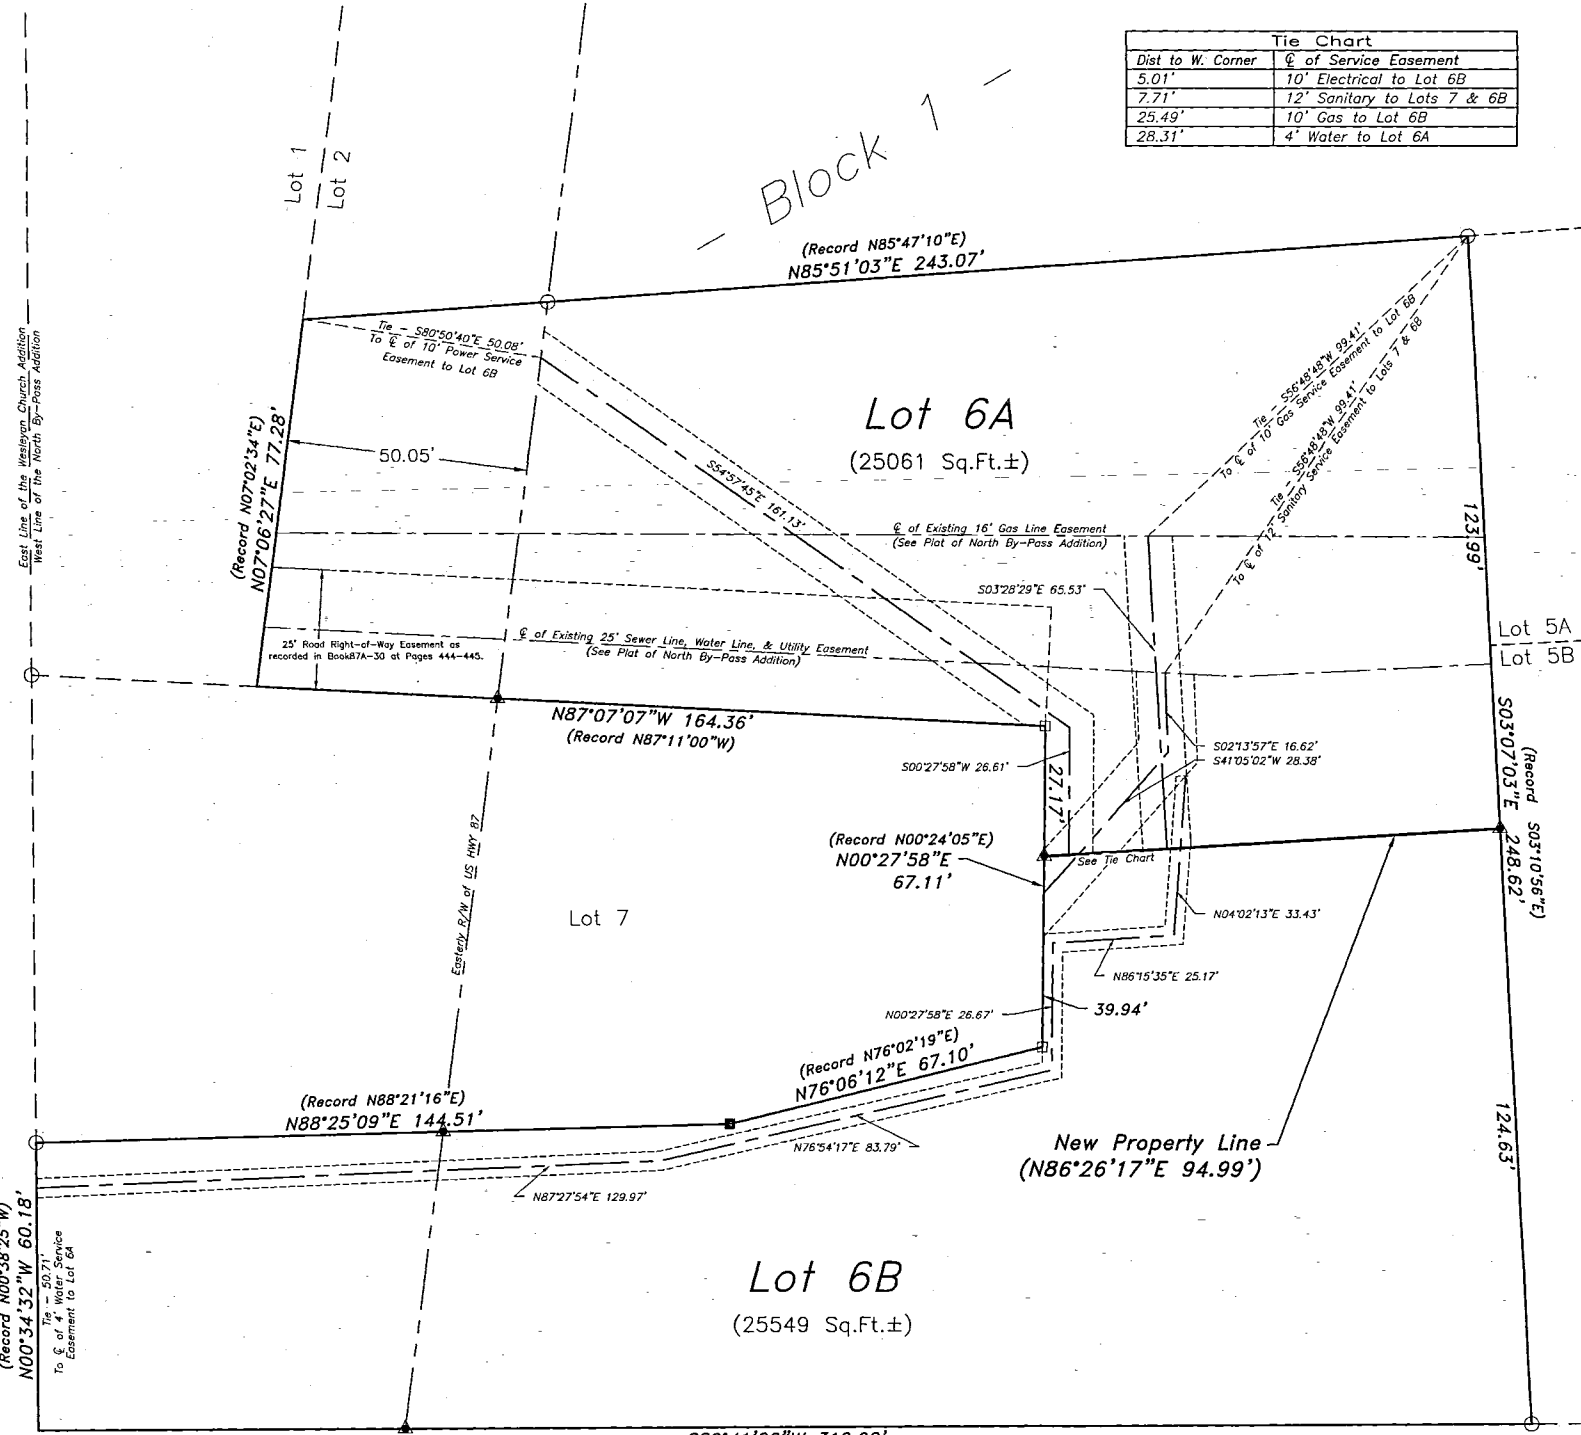 Tie Chart
Dist to W. Corner ℄ of Service Easement
5.01' 10' Electrical to Lot 6B
7.71' 12' Sanitary to Lots 7 & 6B
25.49' 10' Gas to Lot 6B
28.31' 4' Water to Lot 6A
Lot 1
Lot 2
- Block 1 -
(Record N85°47'10"E)
N85°51'03"E 243.07'
East Line of the Wesleyan Church Addition
West Line of the North By-Pass Addition
Tie - S80°50'40"E 50.08'
To ℄ of 10' Power Service
Easement to Lot 6B
(Record N07°02'34"E)
N07°06'27"E 77.28'
50.05'
S54°57'45"E 161.13'
Lot 6A
(25061 Sq.Ft.±)
Tie - S56°48'48"W 99.41'
To ℄ of 10' Gas Service Easement to Lot 6B
Tie - S56°48'48"W 99.41'
To ℄ of 12' Sanitary Service Easement to Lots 7 & 6B
123.99'
℄ of Existing 16' Gas Line Easement
(See Plat of North By-Pass Addition)
S03°28'29"E 65.53'
25' Road Right-of-Way Easement as
recorded in Book87A-30 at Pages 444-445.
℄ of Existing 25' Sewer Line, Water Line, & Utility Easement
(See Plat of North By-Pass Addition)
Lot 5A
Lot 5B
N87°07'07"W 164.36'
(Record N87°11'00"W)
S00°27'58"W 26.61'
27.17'
S02°13'57"E 16.62'
S41°05'02"W 28.38'
(Record S03°10'56"E)
S03°07'03"E 248.62'
(Record N00°24'05"E)
N00°27'58"E
67.11'
See Tie Chart
Easterly R/W of US HWY 87
Lot 7
N04°02'13"E 33.43'
N86°15'35"E 25.17'
N00°27'58"E 26.67'
39.94'
(Record N76°02'19"E)
N76°06'12"E 67.10'
(Record N88°21'16"E)
N88°25'09"E 144.51'
N76°54'17"E 83.79'
New Property Line
(N86°26'17"E 94.99')
124.63'
N87°27'54"E 129.97'
(Record N00°38'25"W)
N00°34'32"W 60.18'
Tie - 50.71'
To ℄ of 4' Water Service
Easement to Lot 6A
Lot 6B
(25549 Sq.Ft.±)